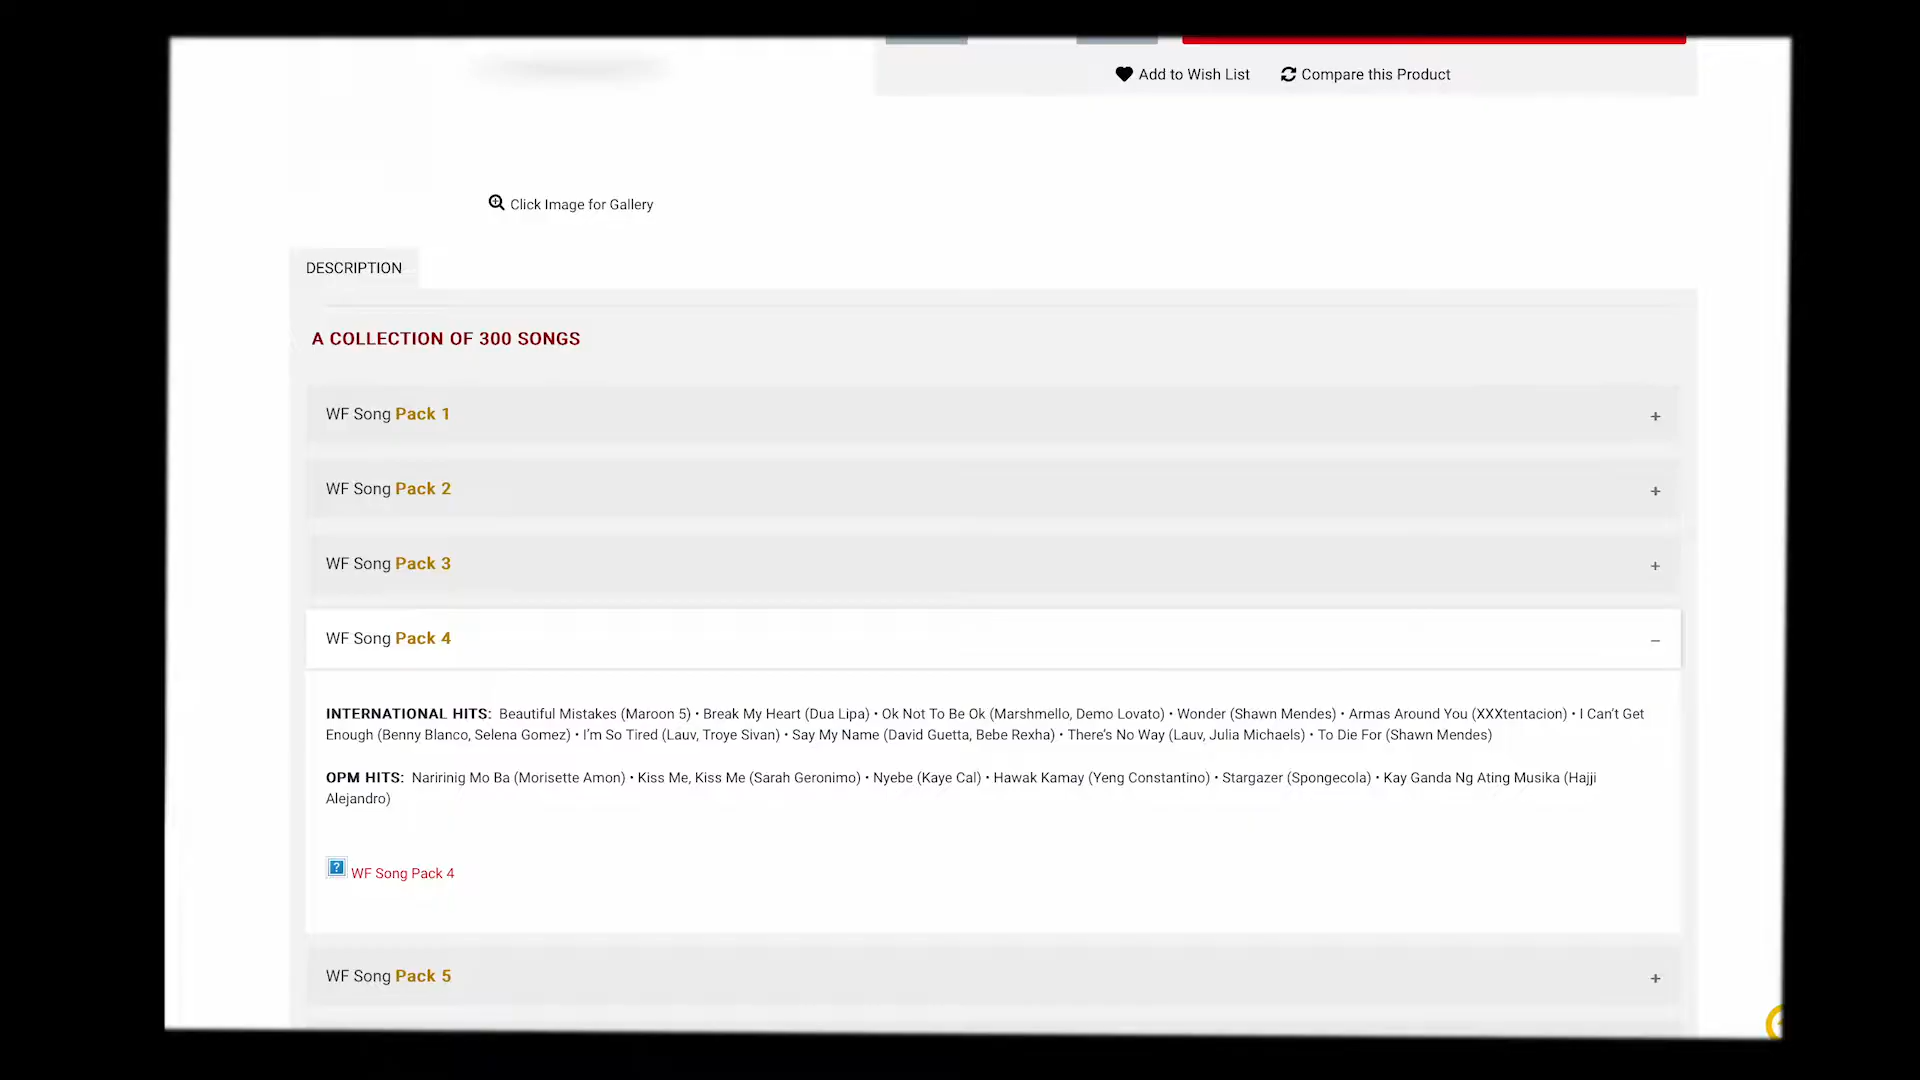 Add to Wish List Compare this Product
Click Image for Gallery
DESCRIPTION
A COLLECTION OF 300 SONGS
WF Song Pack 1
+
WF Song Pack 2
+
WF Song Pack 3
+
WF Song Pack 4
–
INTERNATIONAL HITS: Beautiful Mistakes (Maroon 5) • Break My Heart (Dua Lipa) • Ok Not To Be Ok (Marshmello, Demo Lovato) • Wonder (Shawn Mendes) • Armas Around You (XXXtentacion) • I Can’t Get
Enough (Benny Blanco, Selena Gomez) • I’m So Tired (Lauv, Troye Sivan) • Say My Name (David Guetta, Bebe Rexha) • There’s No Way (Lauv, Julia Michaels) • To Die For (Shawn Mendes)
OPM HITS: Naririnig Mo Ba (Morisette Amon) • Kiss Me, Kiss Me (Sarah Geronimo) • Nyebe (Kaye Cal) • Hawak Kamay (Yeng Constantino) • Stargazer (Spongecola) • Kay Ganda Ng Ating Musika (Hajji
Alejandro)
? WF Song Pack 4
WF Song Pack 5
+